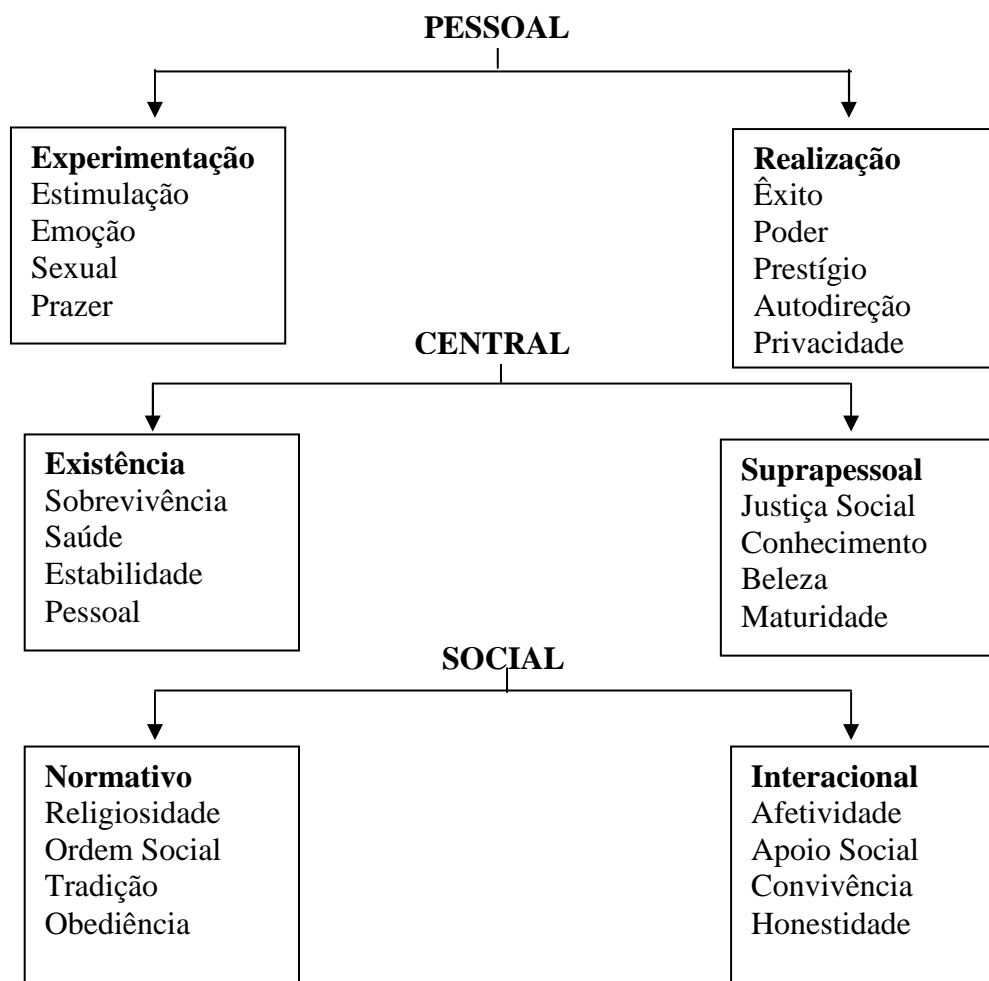 PESSOAL
Experimentação
Estimulação
Emoção
Sexual
Prazer
Realização
Êxito
Poder
Prestígio
Autodireção
Privacidade
CENTRAL
Existência
Sobrevivência
Saúde
Estabilidade
Pessoal
Suprapessoal
Justiça Social
Conhecimento
Beleza
Maturidade
SOCIAL
Normativo
Religiosidade
Ordem Social
Tradição
Obediência
Interacional
Afetividade
Apoio Social
Convivência
Honestidade